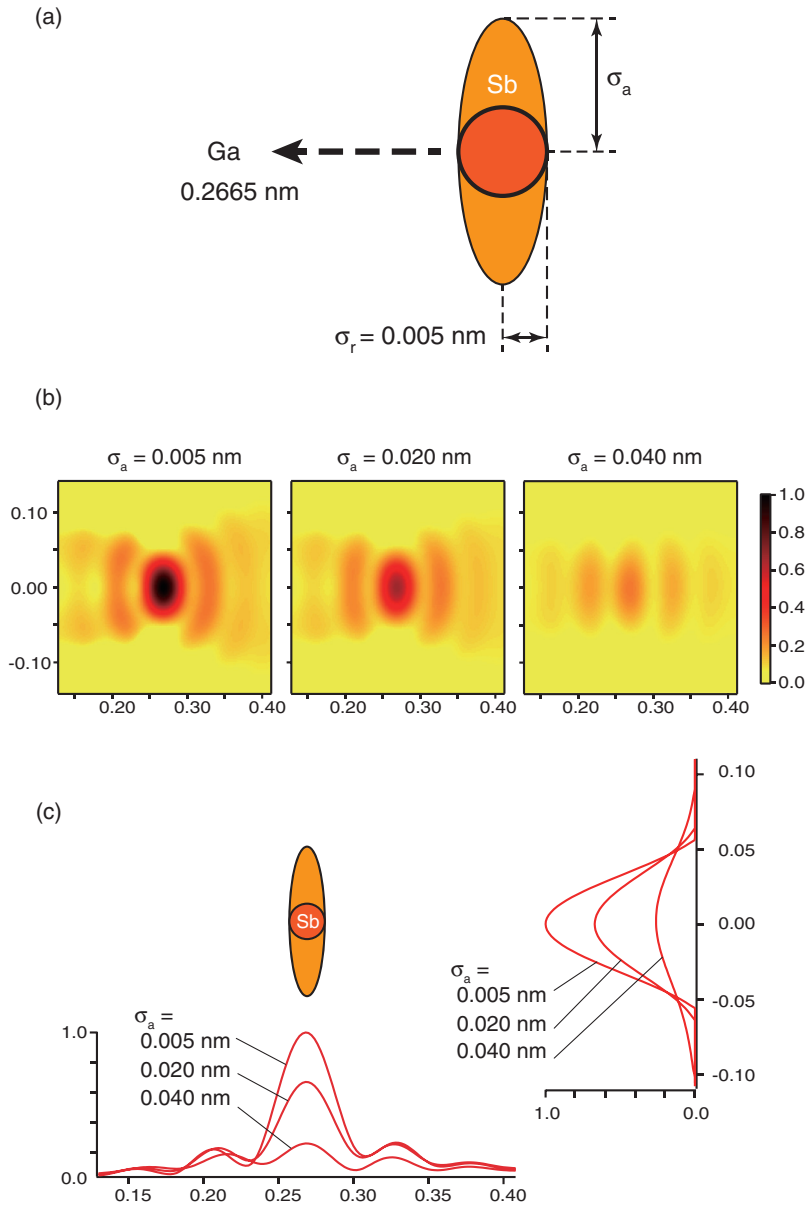 (a)
Sb
σa
Ga
0.2665 nm
σr = 0.005 nm
(b)
σa = 0.005 nm
σa = 0.020 nm
σa = 0.040 nm
0.10
0.00
-0.10
0.20
0.30
0.40
0.20
0.30
0.40
0.20
0.30
0.40
1.0
0.8
0.6
0.4
0.2
0.0
(c)
Sb
σa =
0.005 nm
0.020 nm
0.040 nm
1.0
0.0
0.15
0.20
0.25
0.30
0.35
0.40
0.10
0.05
0.00
-0.05
-0.10
σa =
0.005 nm
0.020 nm
0.040 nm
1.0
0.0